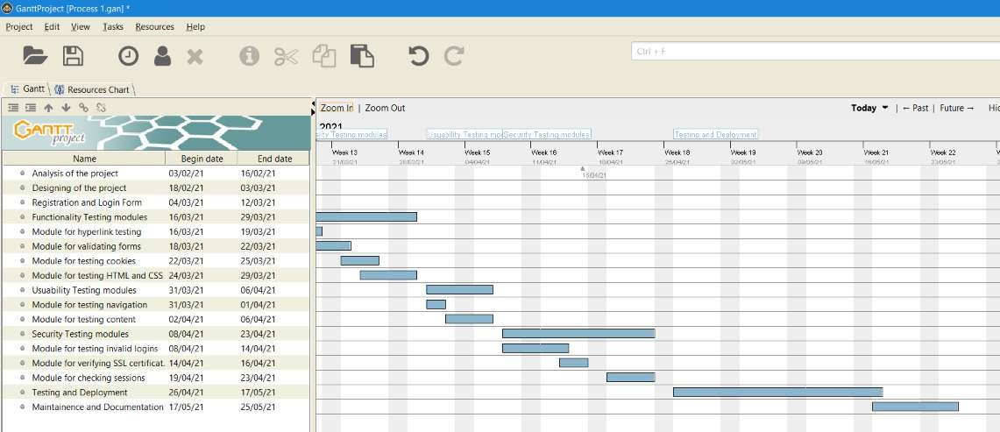 GanttProject [Process 1.gan] *
Project Edit View Tasks Resources Help
Ctrl + F
Gantt Resources Chart
Zoom In | Zoom Out Today | ← Past | Future → Hid
GANTT project
2021
Testing modules Usuability Testing mo Security Testing modules Testing and Deployment
Week 13 Week 14 Week 15 Week 16 Week 17 Week 18 Week 19 Week 20 Week 21 Week 22
21/03/21 28/03/21 04/04/21 11/04/21 18/04/21 25/04/21 02/05/21 09/05/21 16/05/21 23/05/21
Name Begin date End date
Analysis of the project 03/02/21 16/02/21
Designing of the project 18/02/21 03/03/21
Registration and Login Form 04/03/21 12/03/21
Functionality Testing modules 16/03/21 29/03/21
Module for hyperlink testing 16/03/21 19/03/21
Module for validating forms 18/03/21 22/03/21
Module for testing cookies 22/03/21 25/03/21
Module for testing HTML and CSS 24/03/21 29/03/21
Usuability Testing modules 31/03/21 06/04/21
Module for testing navigation 31/03/21 01/04/21
Module for testing content 02/04/21 06/04/21
Security Testing modules 08/04/21 23/04/21
Module for testing invalid logins 08/04/21 14/04/21
Module for verifying SSL certificat. 14/04/21 16/04/21
Module for checking sessions 19/04/21 23/04/21
Testing and Deployment 26/04/21 17/05/21
Maintainence and Documentation 17/05/21 25/05/21